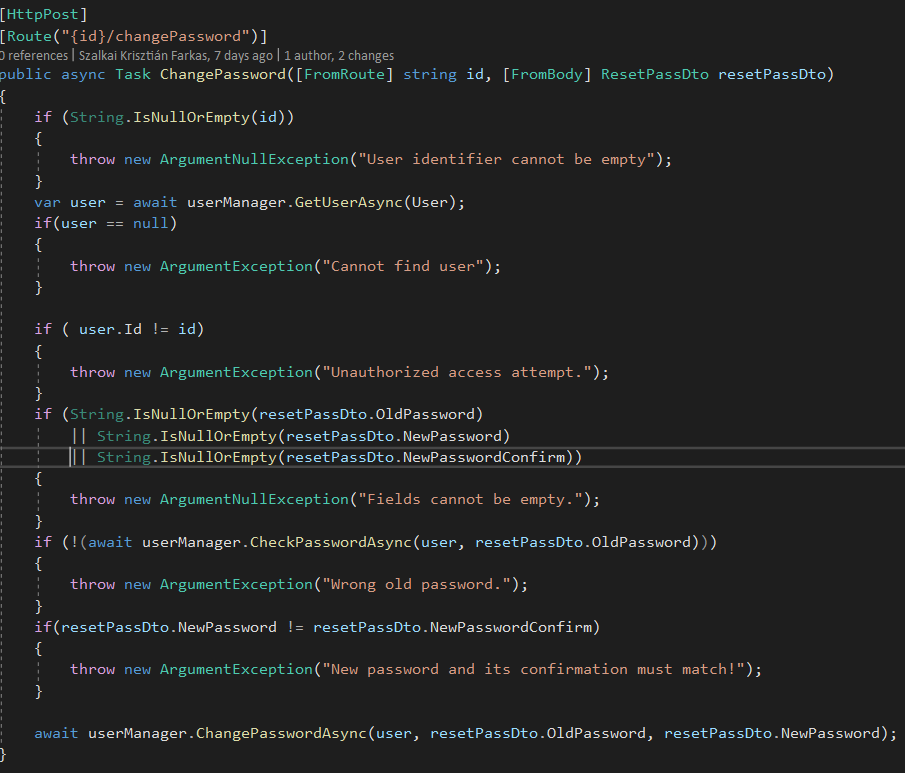 [HttpPost]
[Route("{id}/changePassword")]
0 references | Szalkai Krisztián Farkas, 7 days ago | 1 author, 2 changes
public async Task ChangePassword([FromRoute] string id, [FromBody] ResetPassDto resetPassDto)
{
if (String.IsNullOrEmpty(id))
{
throw new ArgumentNullException("User identifier cannot be empty");
}
var user = await userManager.GetUserAsync(User);
if(user == null)
{
throw new ArgumentException("Cannot find user");
}
if ( user.Id != id)
{
throw new ArgumentException("Unauthorized access attempt.");
}
if (String.IsNullOrEmpty(resetPassDto.OldPassword)
|| String.IsNullOrEmpty(resetPassDto.NewPassword)
|| String.IsNullOrEmpty(resetPassDto.NewPasswordConfirm))
{
throw new ArgumentNullException("Fields cannot be empty.");
}
if (!(await userManager.CheckPasswordAsync(user, resetPassDto.OldPassword)))
{
throw new ArgumentException("Wrong old password.");
}
if(resetPassDto.NewPassword != resetPassDto.NewPasswordConfirm)
{
throw new ArgumentException("New password and its confirmation must match!");
}
await userManager.ChangePasswordAsync(user, resetPassDto.OldPassword, resetPassDto.NewPassword);
}